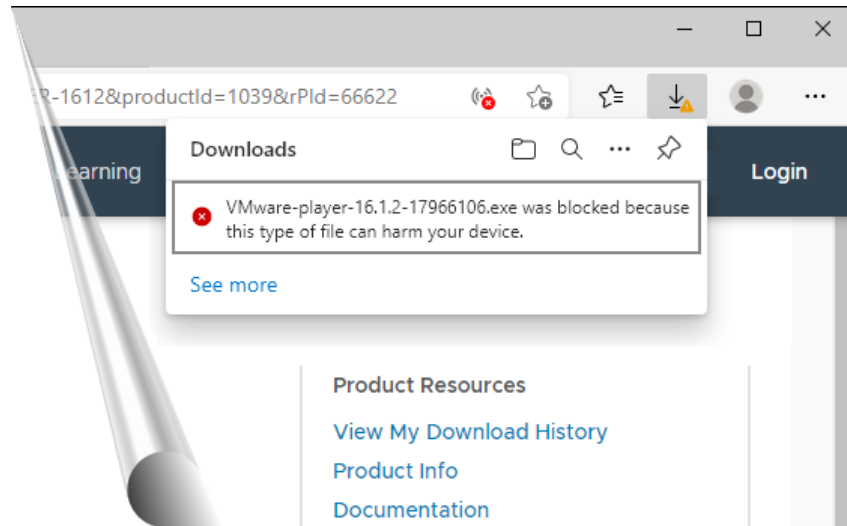 R-1612&productId=1039&rPId=66622
Downloads
Learning
Login
VMware-player-16.1.2-17966106.exe was blocked because
this type of file can harm your device.
See more
Product Resources
View My Download History
Product Info
Documentation